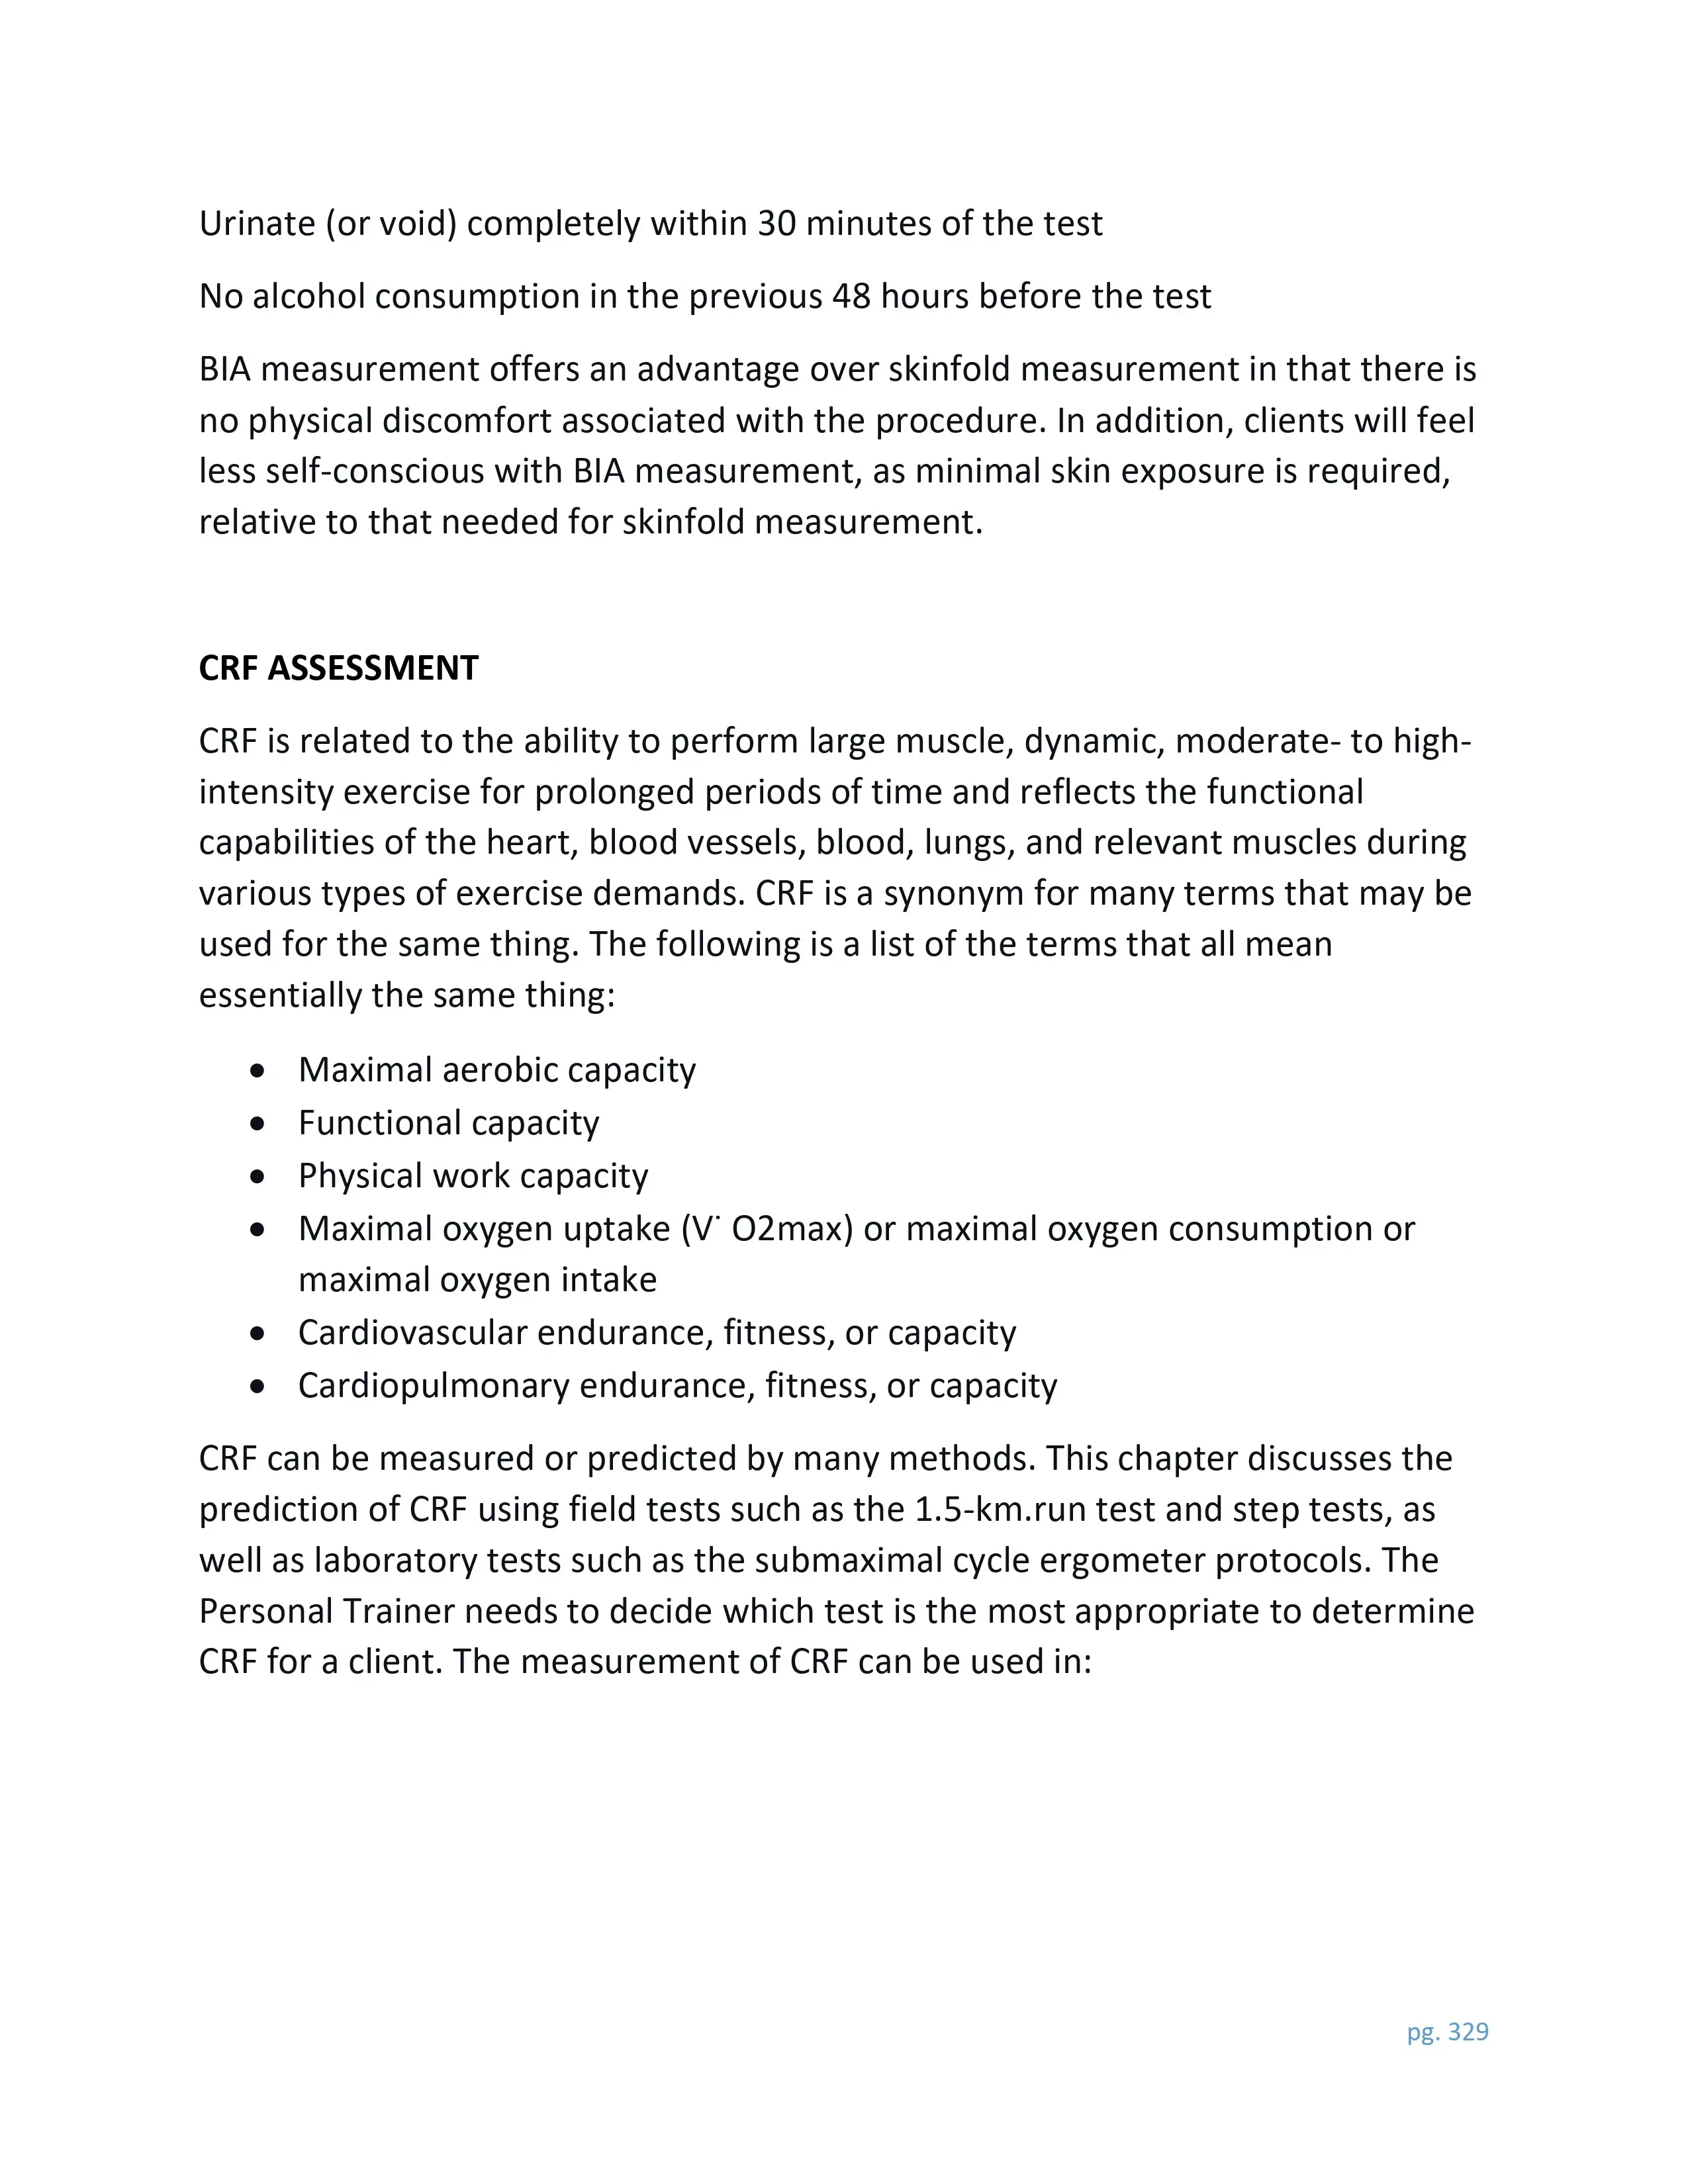 Urinate (or void) completely within 30 minutes of the test
No alcohol consumption in the previous 48 hours before the test
BIA measurement offers an advantage over skinfold measurement in that there is
no physical discomfort associated with the procedure. In addition, clients will feel
less self-conscious with BIA measurement, as minimal skin exposure is required,
relative to that needed for skinfold measurement.
CRF ASSESSMENT
CRF is related to the ability to perform large muscle, dynamic, moderate- to high-
intensity exercise for prolonged periods of time and reflects the functional
capabilities of the heart, blood vessels, blood, lungs, and relevant muscles during
various types of exercise demands. CRF is a synonym for many terms that may be
used for the same thing. The following is a list of the terms that all mean
essentially the same thing:
• Maximal aerobic capacity
• Functional capacity
• Physical work capacity
• Maximal oxygen uptake (V˙ O2max) or maximal oxygen consumption or
maximal oxygen intake
• Cardiovascular endurance, fitness, or capacity
• Cardiopulmonary endurance, fitness, or capacity
CRF can be measured or predicted by many methods. This chapter discusses the
prediction of CRF using field tests such as the 1.5-km.run test and step tests, as
well as laboratory tests such as the submaximal cycle ergometer protocols. The
Personal Trainer needs to decide which test is the most appropriate to determine
CRF for a client. The measurement of CRF can be used in:
pg. 329